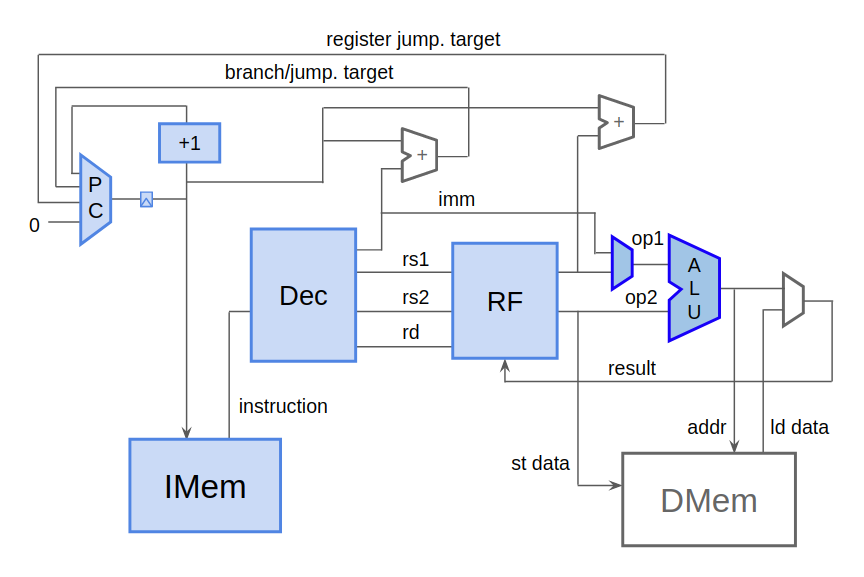 register jump. target
branch/jump. target
+1
+
+
P
C
0
imm
Dec
rs1
rs2
rd
RF
op1
op2
A
L
U
result
instruction
addr
ld data
st data
IMem
DMem